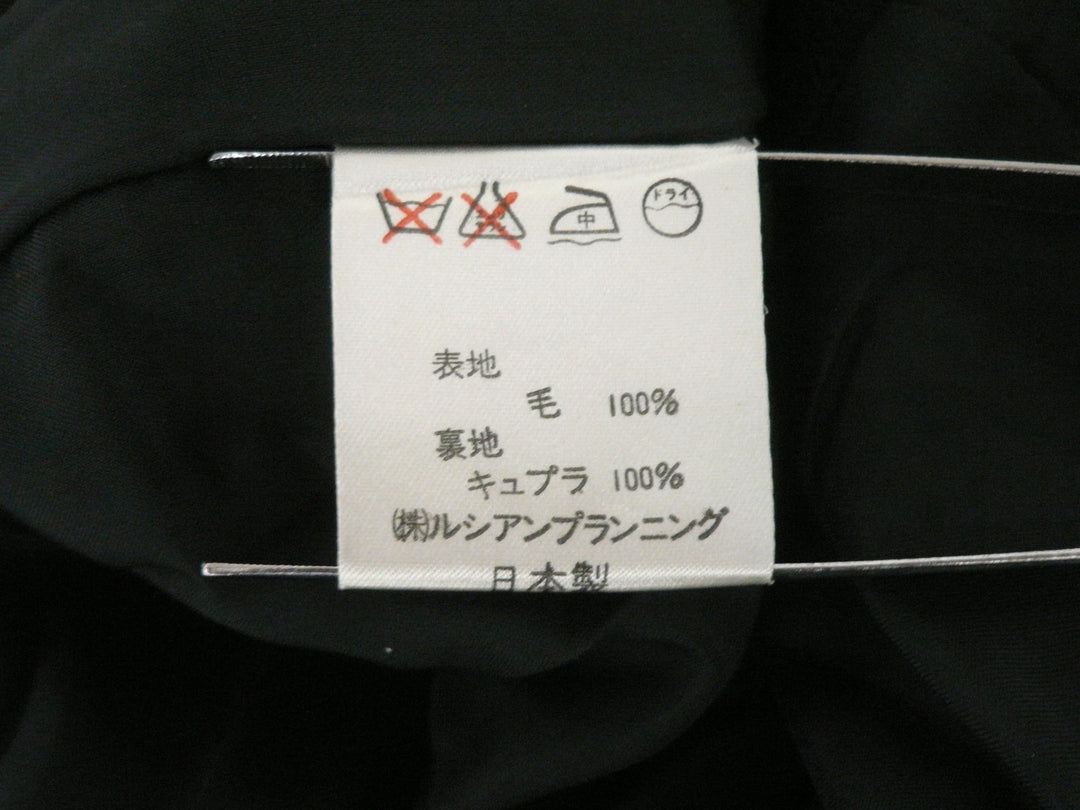 中 ドライ
表地
毛 100%
裏地
キュプラ 100%
㈱ルシアンプランニング
日本製